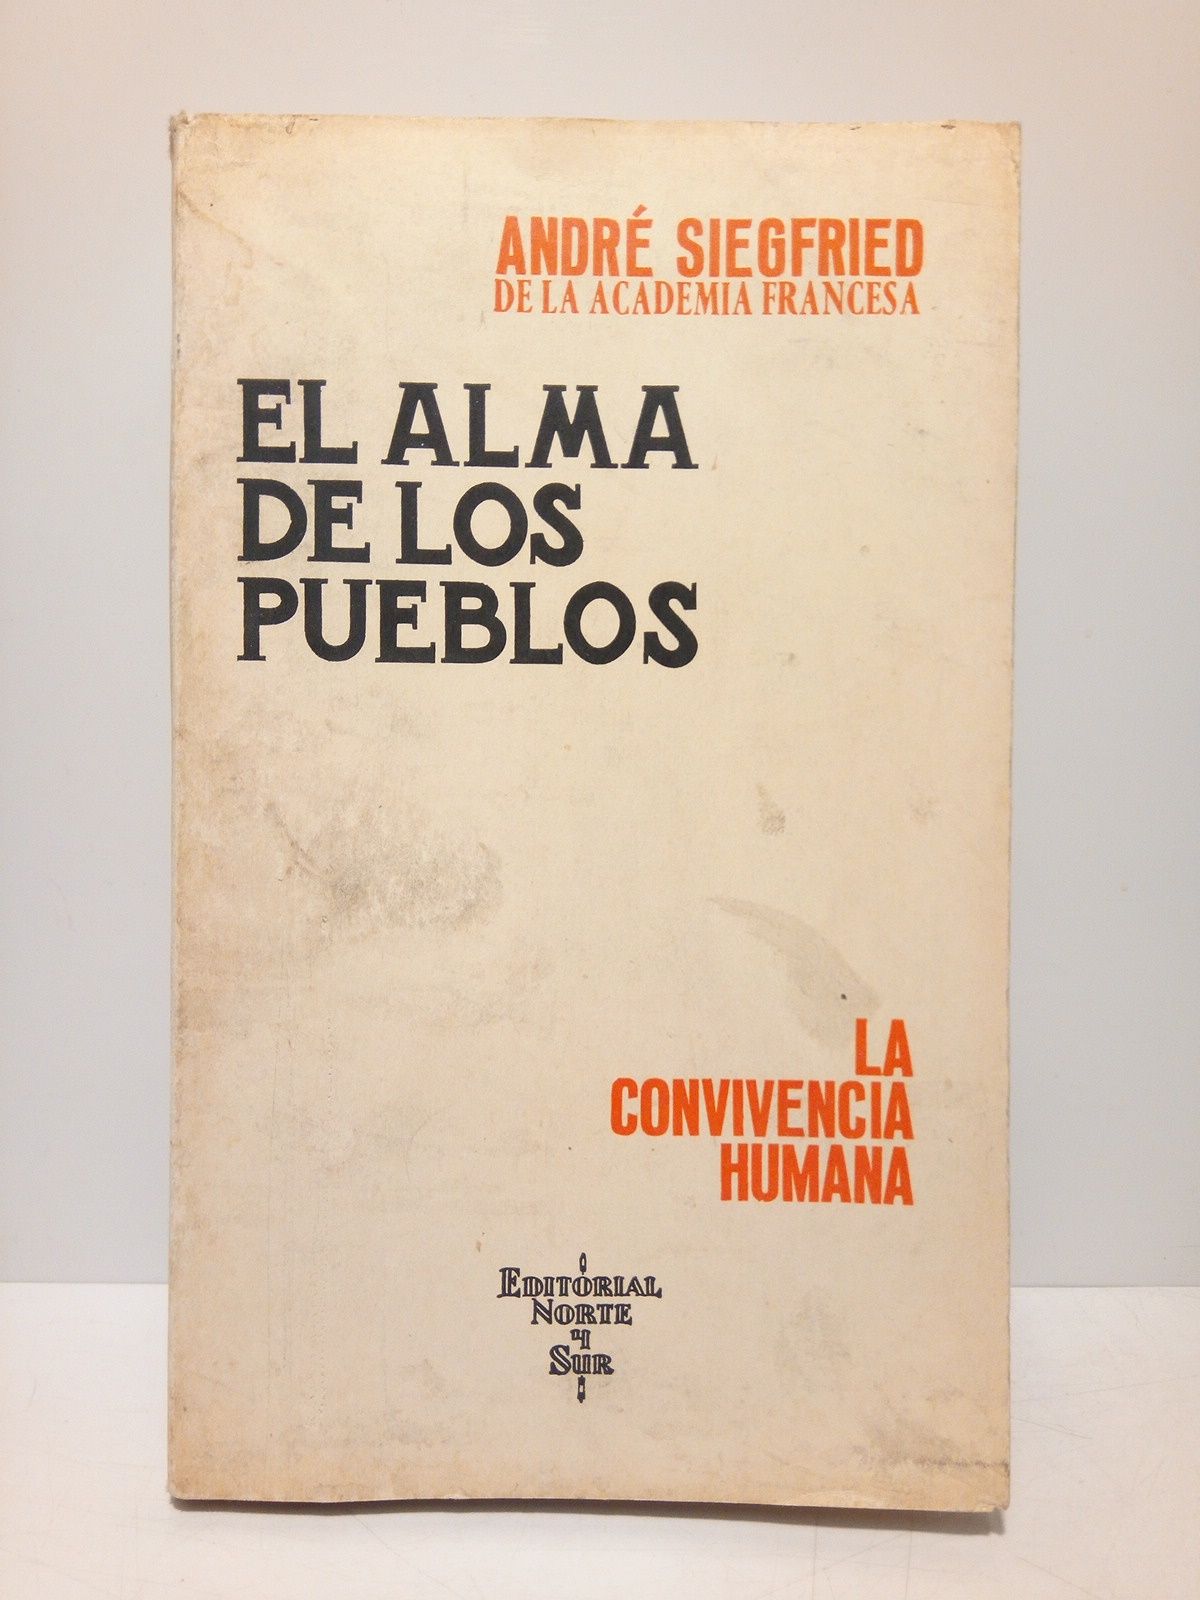 ANDRÉ SIEGFRIED
DE LA ACADEMIA FRANCESA
EL ALMA
DE LOS
PUEBLOS
LA
CONVIVENCIA
HUMANA
EDITORIAL
NORTE
Y
SUR